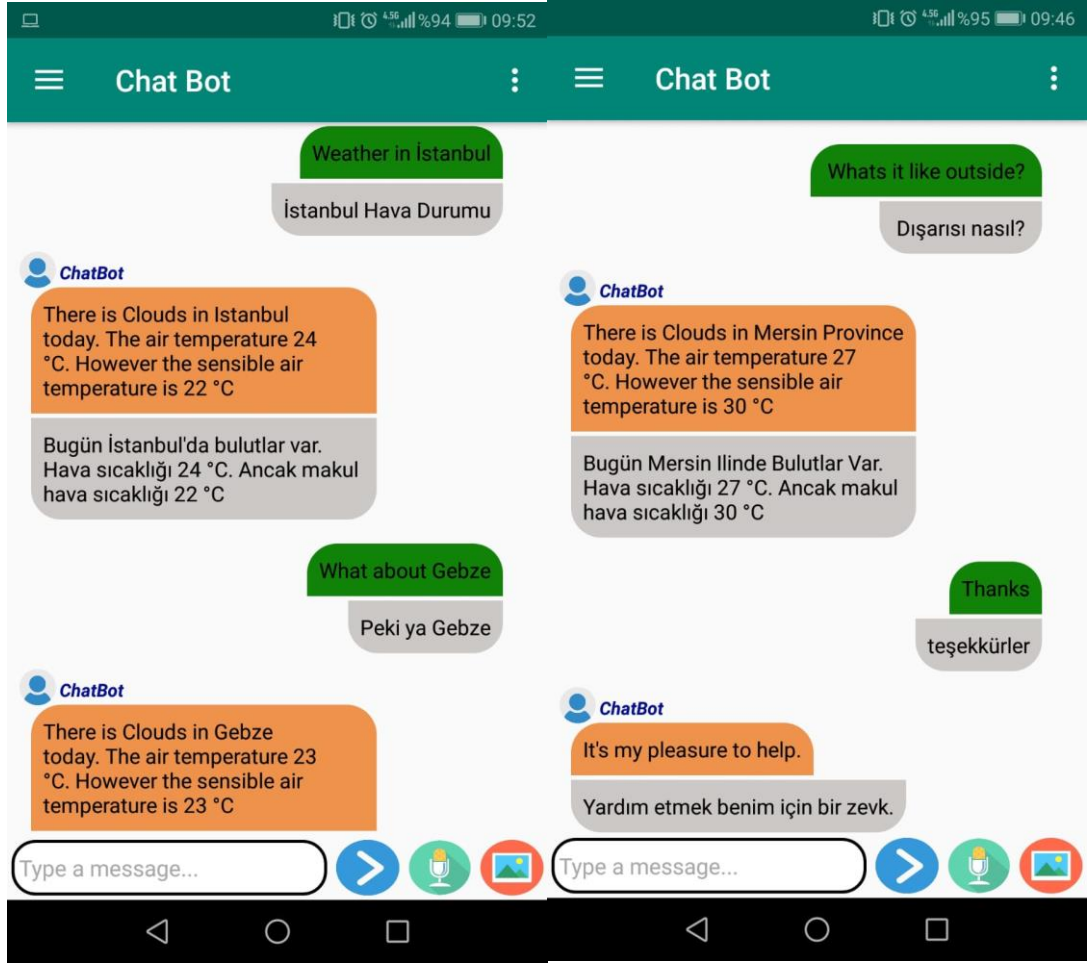 4.5G %94 09:52
Chat Bot
Weather in İstanbul
İstanbul Hava Durumu
ChatBot
There is Clouds in Istanbul
today. The air temperature 24
°C. However the sensible air
temperature is 22 °C
Bugün İstanbul'da bulutlar var.
Hava sıcaklığı 24 °C. Ancak makul
hava sıcaklığı 22 °C
What about Gebze
Peki ya Gebze
ChatBot
There is Clouds in Gebze
today. The air temperature 23
°C. However the sensible air
temperature is 23 °C
Type a message...
4.5G %95 09:46
Chat Bot
Whats it like outside?
Dışarısı nasıl?
ChatBot
There is Clouds in Mersin Province
today. The air temperature 27
°C. However the sensible air
temperature is 30 °C
Bugün Mersin Ilinde Bulutlar Var.
Hava sıcaklığı 27 °C. Ancak makul
hava sıcaklığı 30 °C
Thanks
teşekkürler
ChatBot
It's my pleasure to help.
Yardım etmek benim için bir zevk.
Type a message...